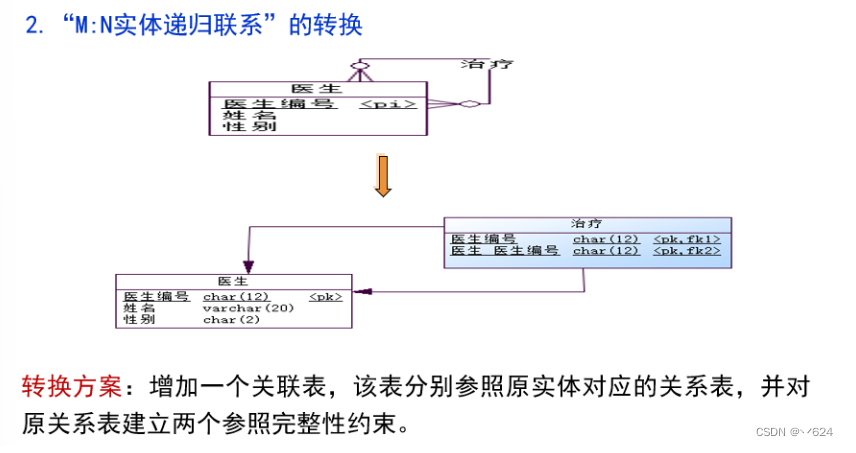 2. “M:N实体递归联系”的转换
治疗
医生
医生编号 <pi>
姓名
性别
治疗
医生编号 char(12) <pk,fk1>
医生_医生编号 char(12) <pk,fk2>
医生
医生编号 char(12) <pk>
姓名 varchar(20)
性别 char(2)
转换方案：增加一个关联表，该表分别参照原实体对应的关系表，并对
原关系表建立两个参照完整性约束。